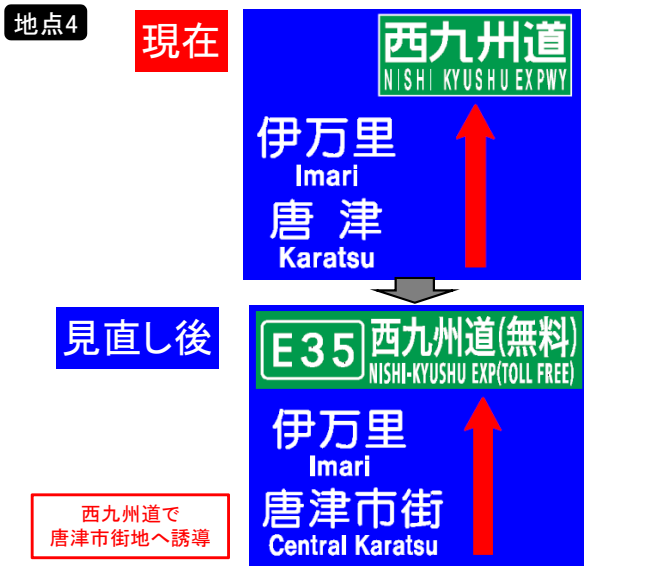 地点4
現在
西九州道
NISHI KYUSHU EXPWY
伊万里
Imari
唐津
Karatsu
見直し後
E35
西九州道(無料)
NISHI-KYUSHU EXP(TOLL FREE)
伊万里
Imari
唐津市街
Central Karatsu
西九州道で
唐津市街地へ誘導